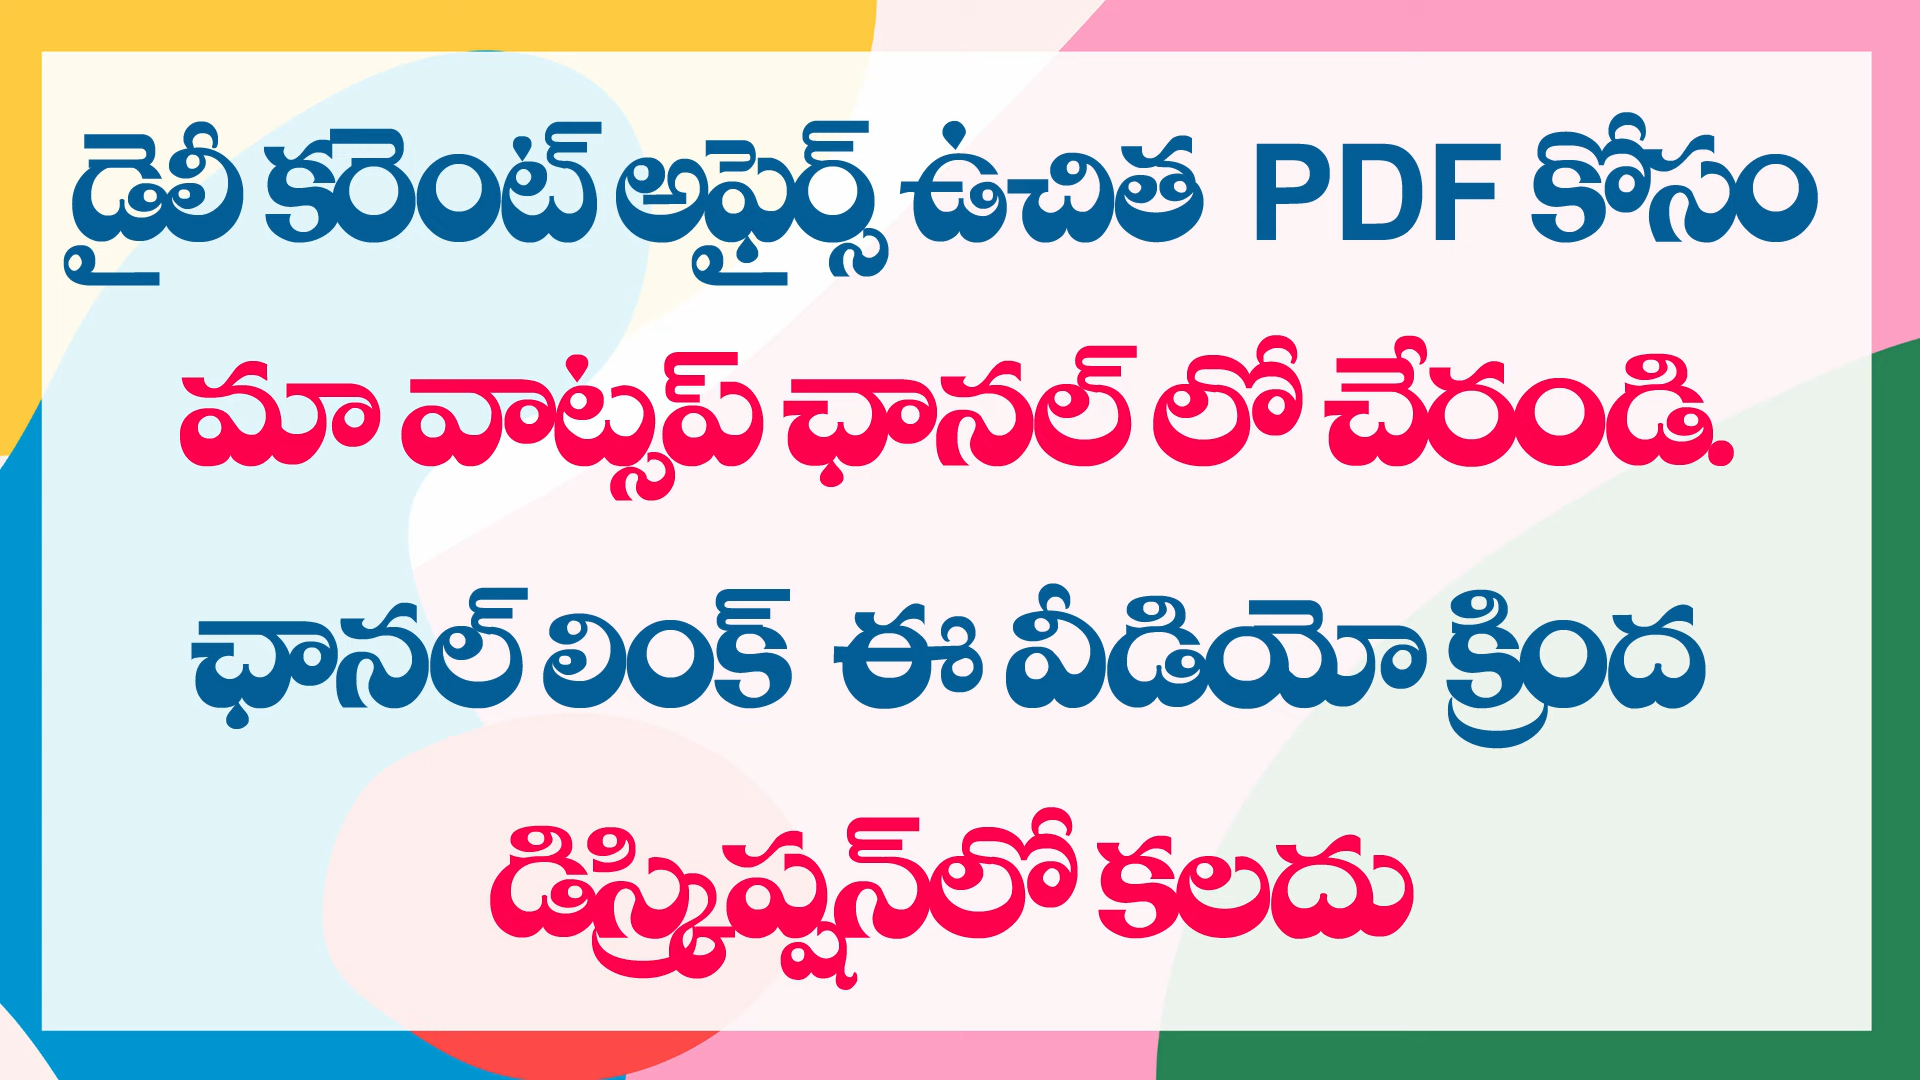 డైలీ కరెంట్ అఫైర్స్ ఉచిత PDF కోసం
మా వాట్సప్ ఛానల్ లో చేరండి.
ఛానల్ లింక్ ఈ వీడియో క్రింద
డిస్క్రిప్షన్‌లో కలదు